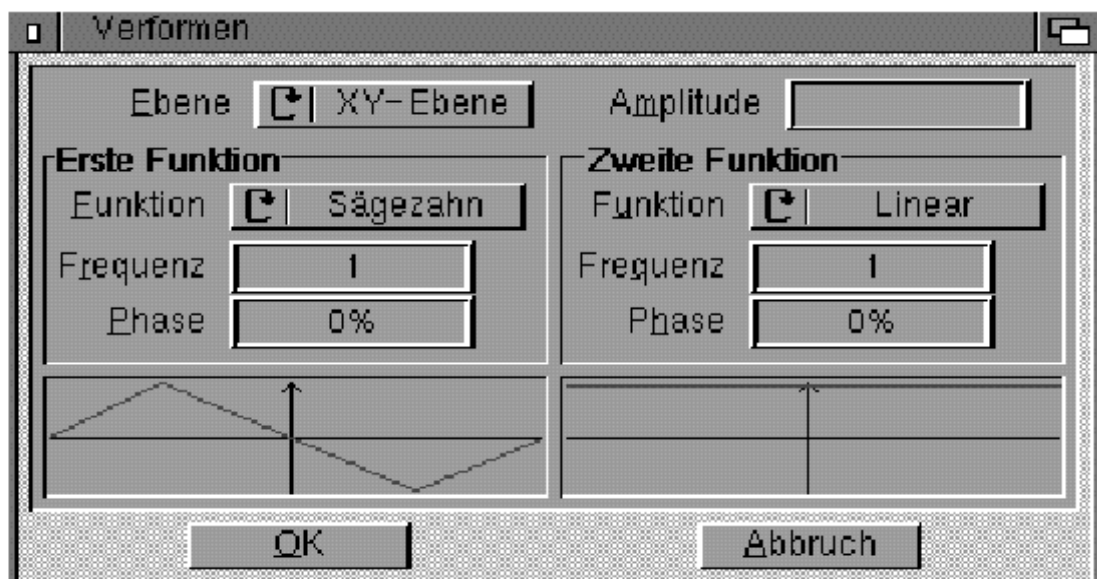 Verformen
Ebene XY-Ebene Amplitude
Erste Funktion Zweite Funktion
Funktion Sägezahn Funktion Linear
Frequenz 1 Frequenz 1
Phase 0% Phase 0%
OK Abbruch